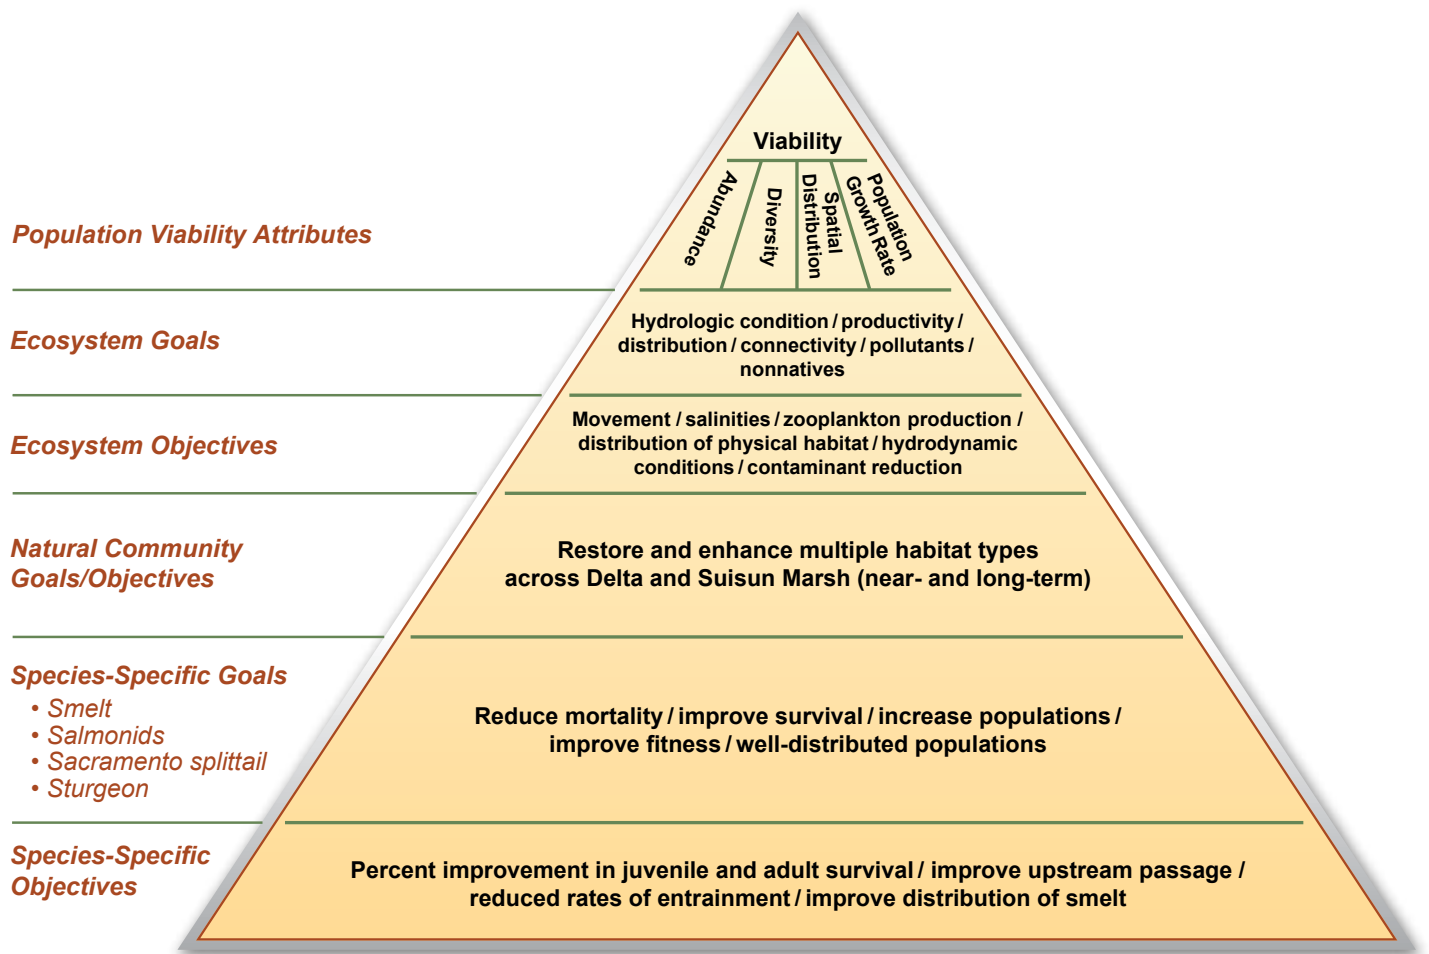 Viability
Abundance
Diversity
Spatial
Distribution
Population
Growth Rate
Population Viability Attributes
Ecosystem Goals
Hydrologic condition / productivity /
distribution / connectivity / pollutants /
nonnatives
Ecosystem Objectives
Movement / salinities / zooplankton production /
distribution of physical habitat / hydrodynamic
conditions / contaminant reduction
Natural Community
Goals/Objectives
Restore and enhance multiple habitat types
across Delta and Suisun Marsh (near- and long-term)
Species-Specific Goals
• Smelt
• Salmonids
• Sacramento splittail
• Sturgeon
Reduce mortality / improve survival / increase populations /
improve fitness / well-distributed populations
Species-Specific
Objectives
Percent improvement in juvenile and adult survival / improve upstream passage /
reduced rates of entrainment / improve distribution of smelt